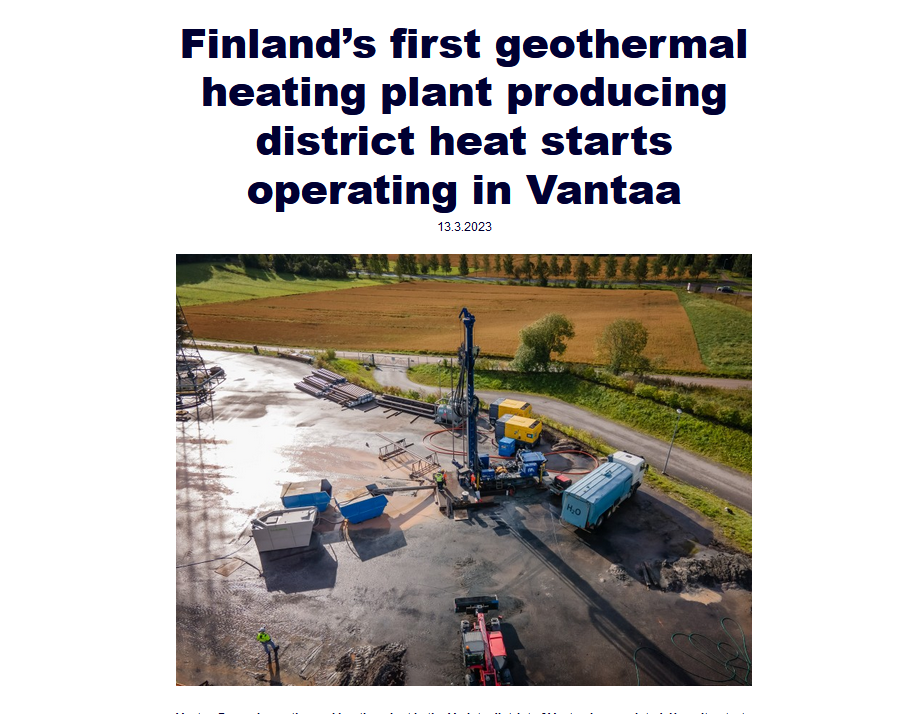 Finland’s first geothermal
heating plant producing
district heat starts
operating in Vantaa
13.3.2023
H₂O